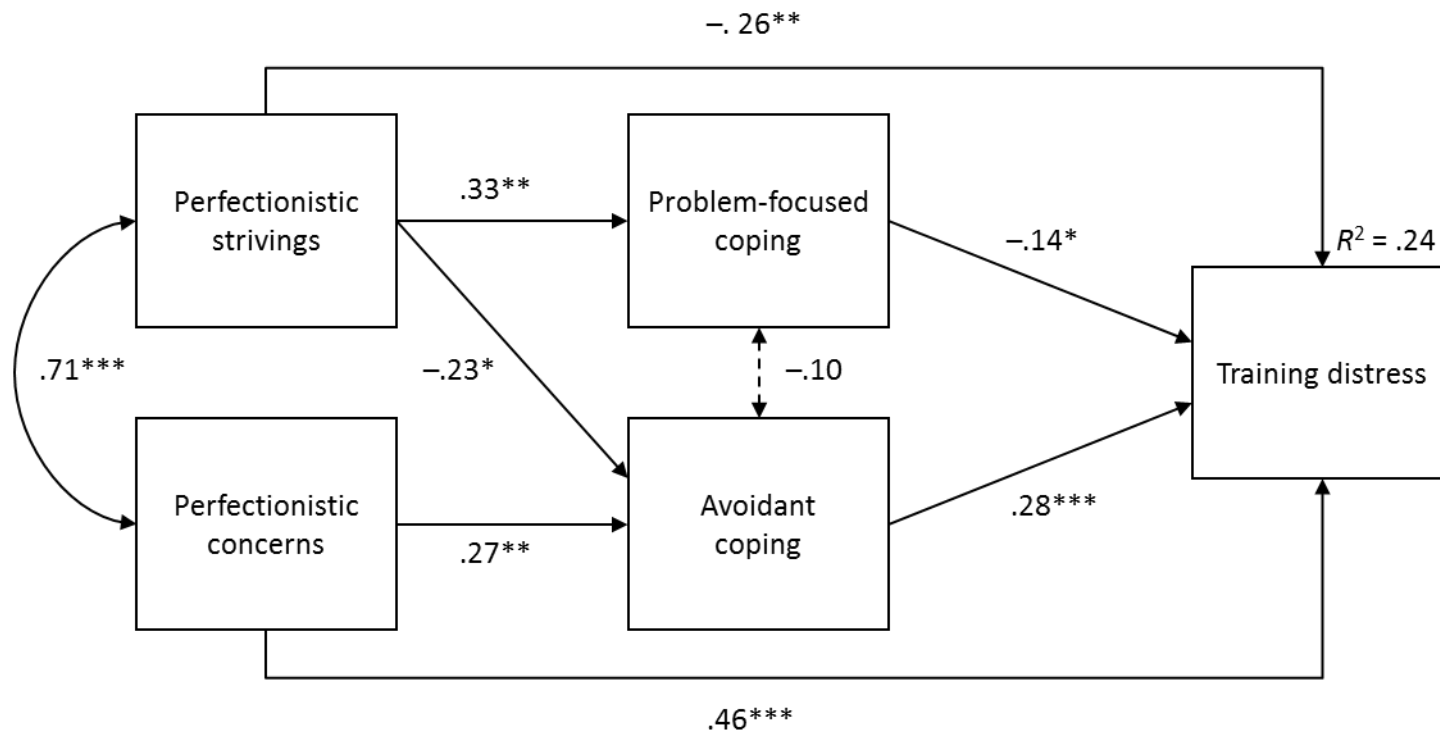 –. 26**
Perfectionistic
strivings
.33**
Problem-focused
coping
–.14*
R² = .24
.71***
–.23*
–.10
Training distress
Perfectionistic
concerns
.27**
Avoidant
coping
.28***
.46***